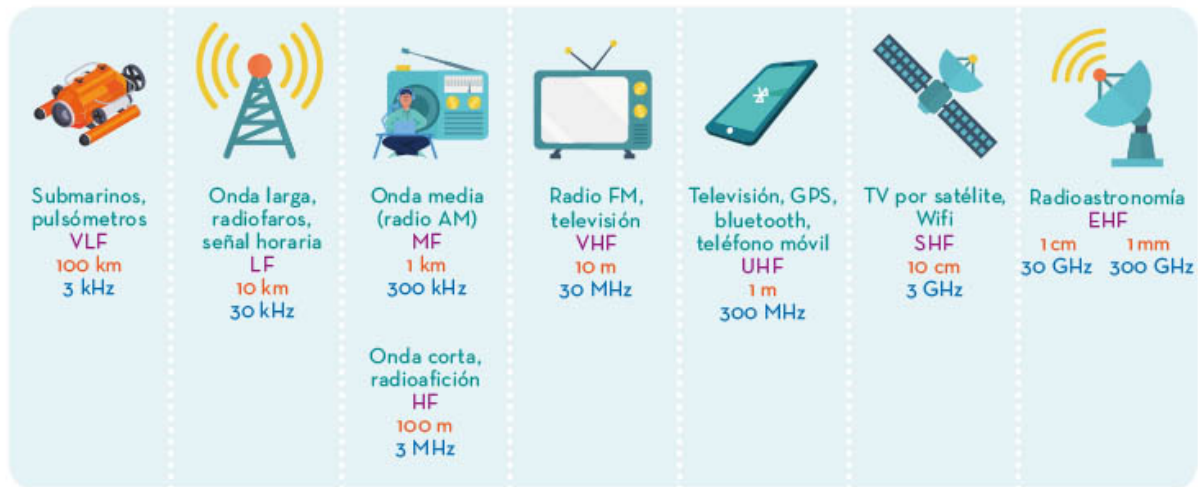 Submarinos,
pulsómetros
VLF
100 km
3 kHz
Onda larga,
radiofaros,
señal horaria
LF
10 km
30 kHz
Onda media
(radio AM)
MF
1 km
300 kHz
Onda corta,
radioafición
HF
100 m
3 MHz
Radio FM,
televisión
VHF
10 m
30 MHz
Televisión, GPS,
bluetooth,
teléfono móvil
UHF
1 m
300 MHz
TV por satélite,
Wifi
SHF
10 cm
3 GHz
Radioastronomía
EHF
1 cm 1 mm
30 GHz 300 GHz